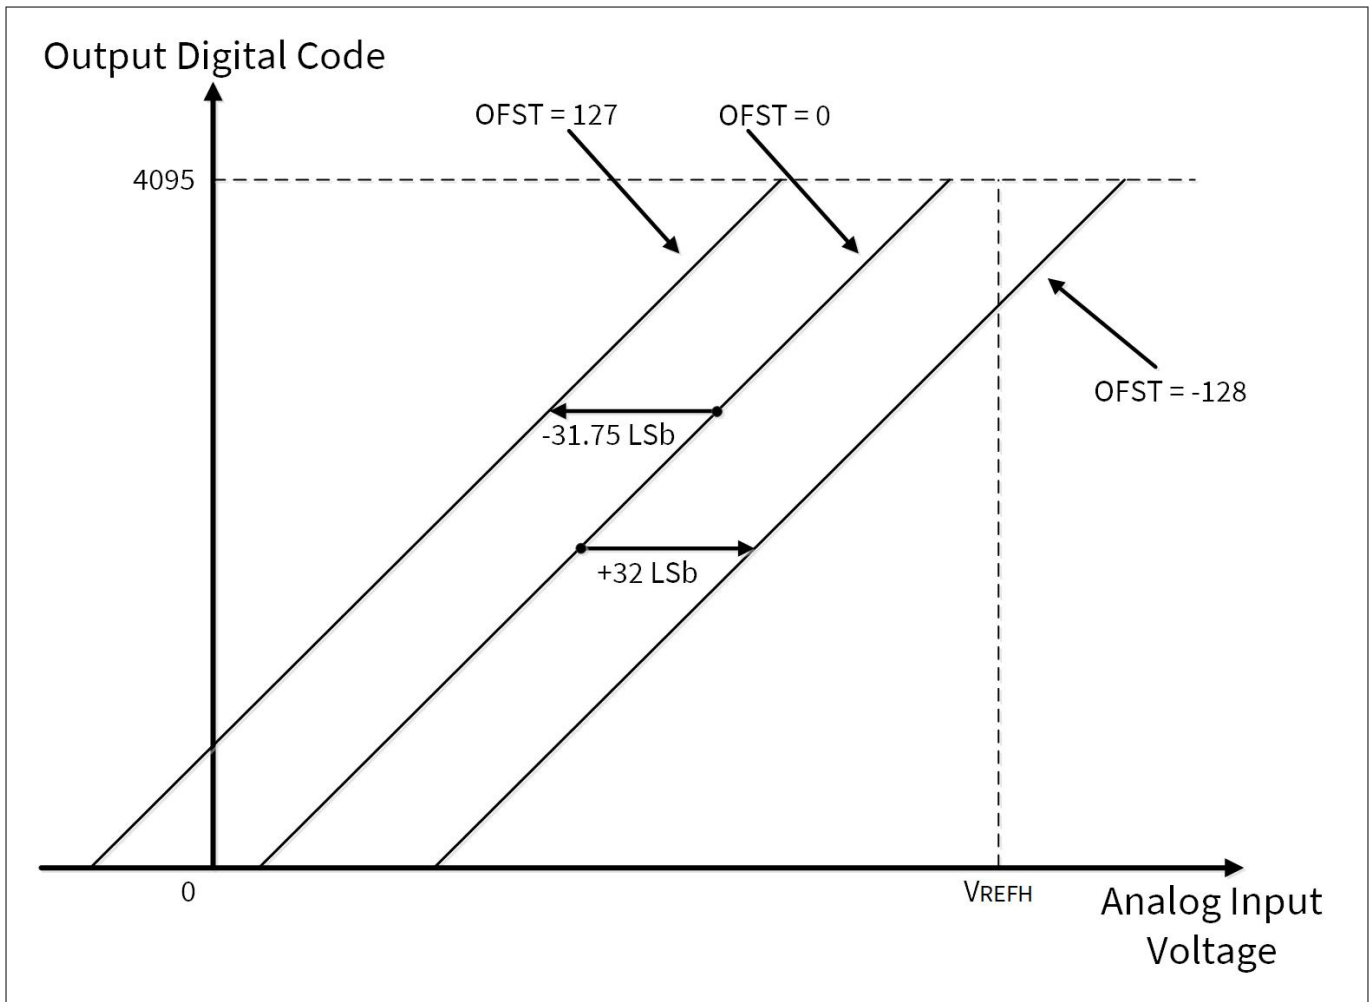 Output Digital Code
OFST = 127
OFST = 0
4095
OFST = -128
-31.75 LSb
+32 LSb
0
VREFH
Analog Input
Voltage